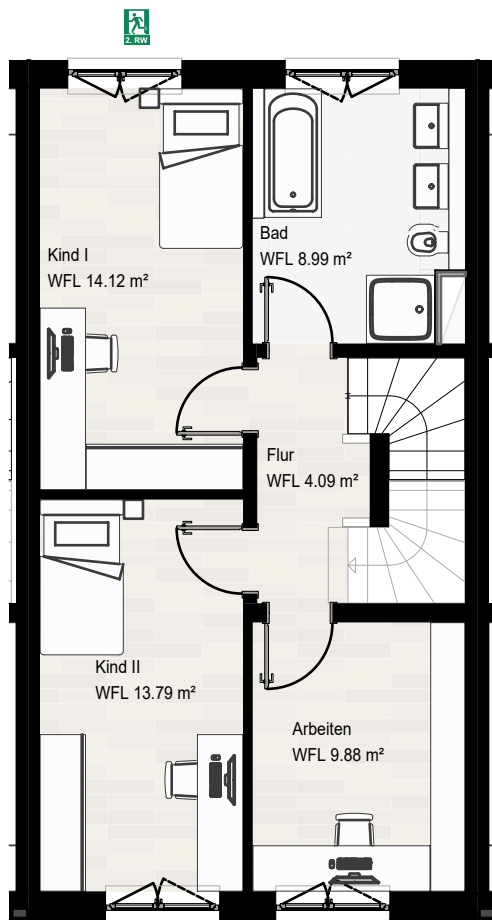 2. RW
Bad
WFL 8.99 m²
Kind I
WFL 14.12 m²
Flur
WFL 4.09 m²
Kind II
WFL 13.79 m²
Arbeiten
WFL 9.88 m²